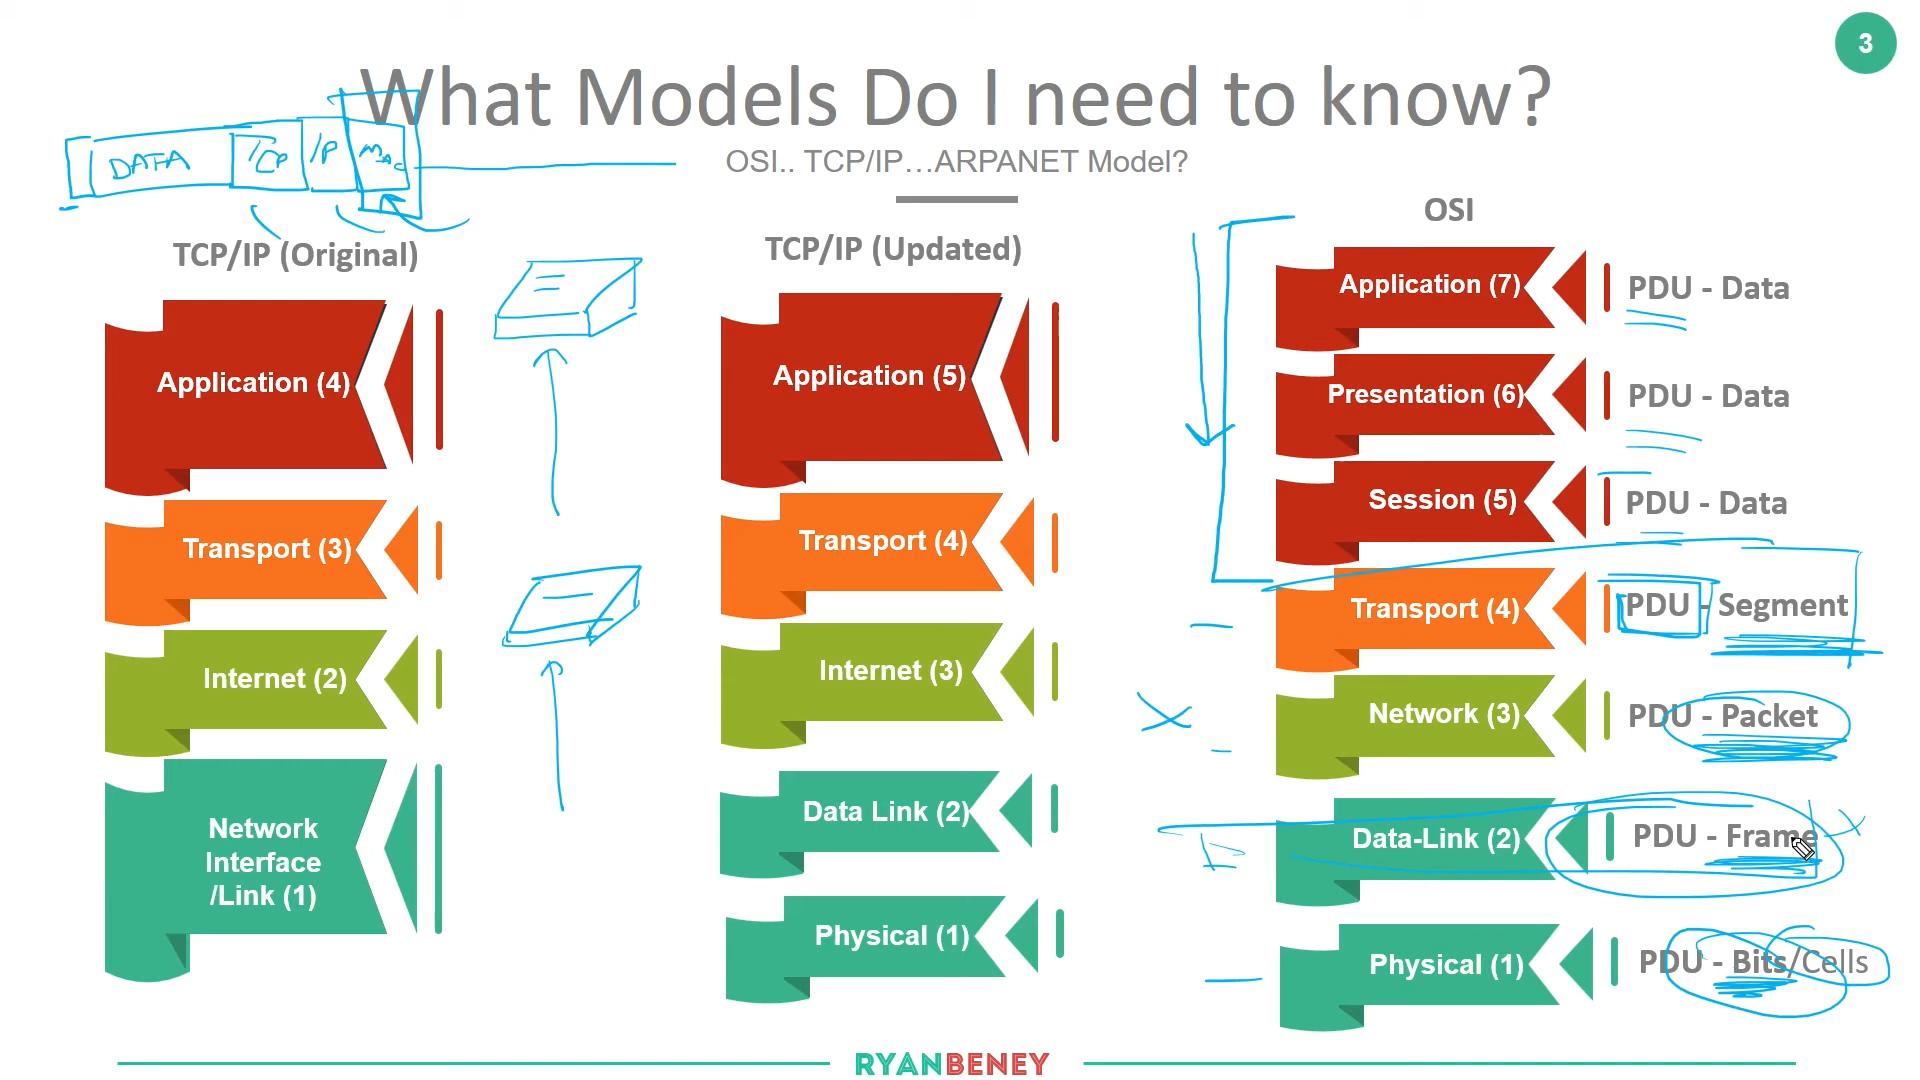 3
What Models Do I need to know?
OSI.. TCP/IP...ARPANET Model?
DATA TCP IP MAC
TCP/IP (Original)
Application (4)
Transport (3)
Internet (2)
Network
Interface
/Link (1)
TCP/IP (Updated)
Application (5)
Transport (4)
Internet (3)
Data Link (2)
Physical (1)
OSI
Application (7) PDU - Data
Presentation (6) PDU - Data
Session (5) PDU - Data
Transport (4) PDU - Segment
Network (3) PDU - Packet
Data-Link (2) PDU - Frame
Physical (1) PDU - Bits/Cells
RYANBENEY